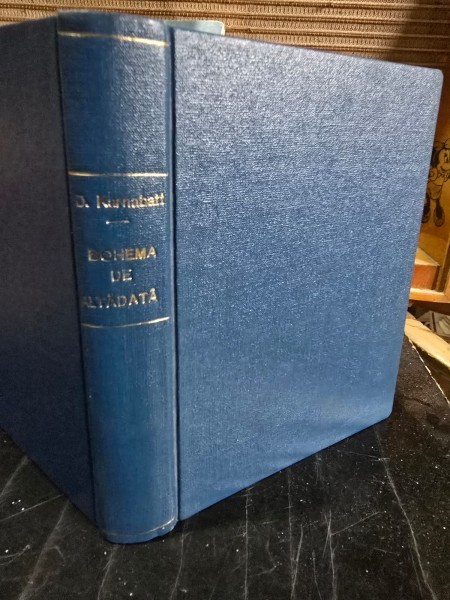 D. Karnabatt
BOHEMA
DE
ALTĂDATĂ